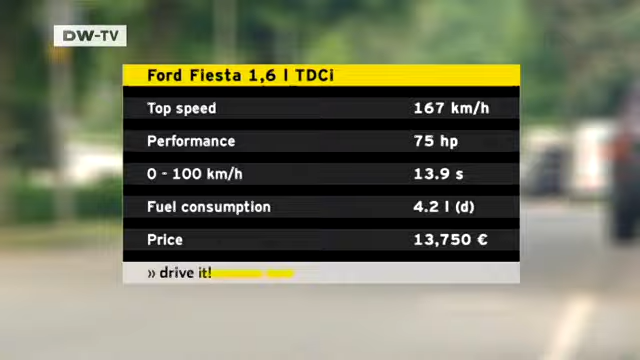 DW-TV
Ford Fiesta 1,6 l TDCi
Top speed 167 km/h
Performance 75 hp
0 - 100 km/h 13.9 s
Fuel consumption 4.2 l (d)
Price 13,750 €
» drive it!